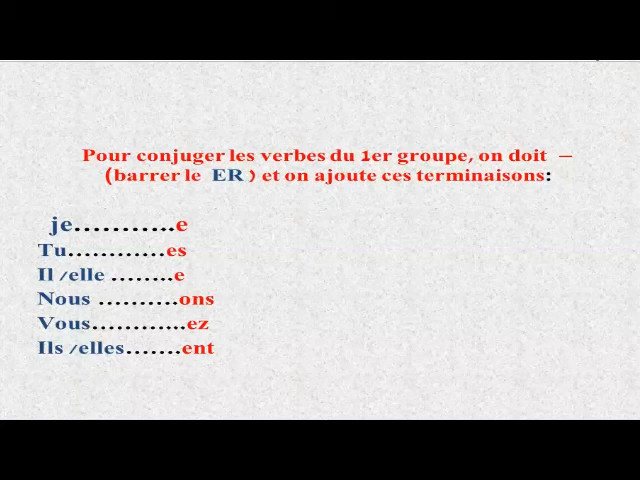 Pour conjuger les verbes du 1er groupe, on doit –
(barrer le ER ) et on ajoute ces terminaisons:
je...........e
Tu............es
Il /elle ........e
Nous ..........ons
Vous............ez
Ils /elles.......ent